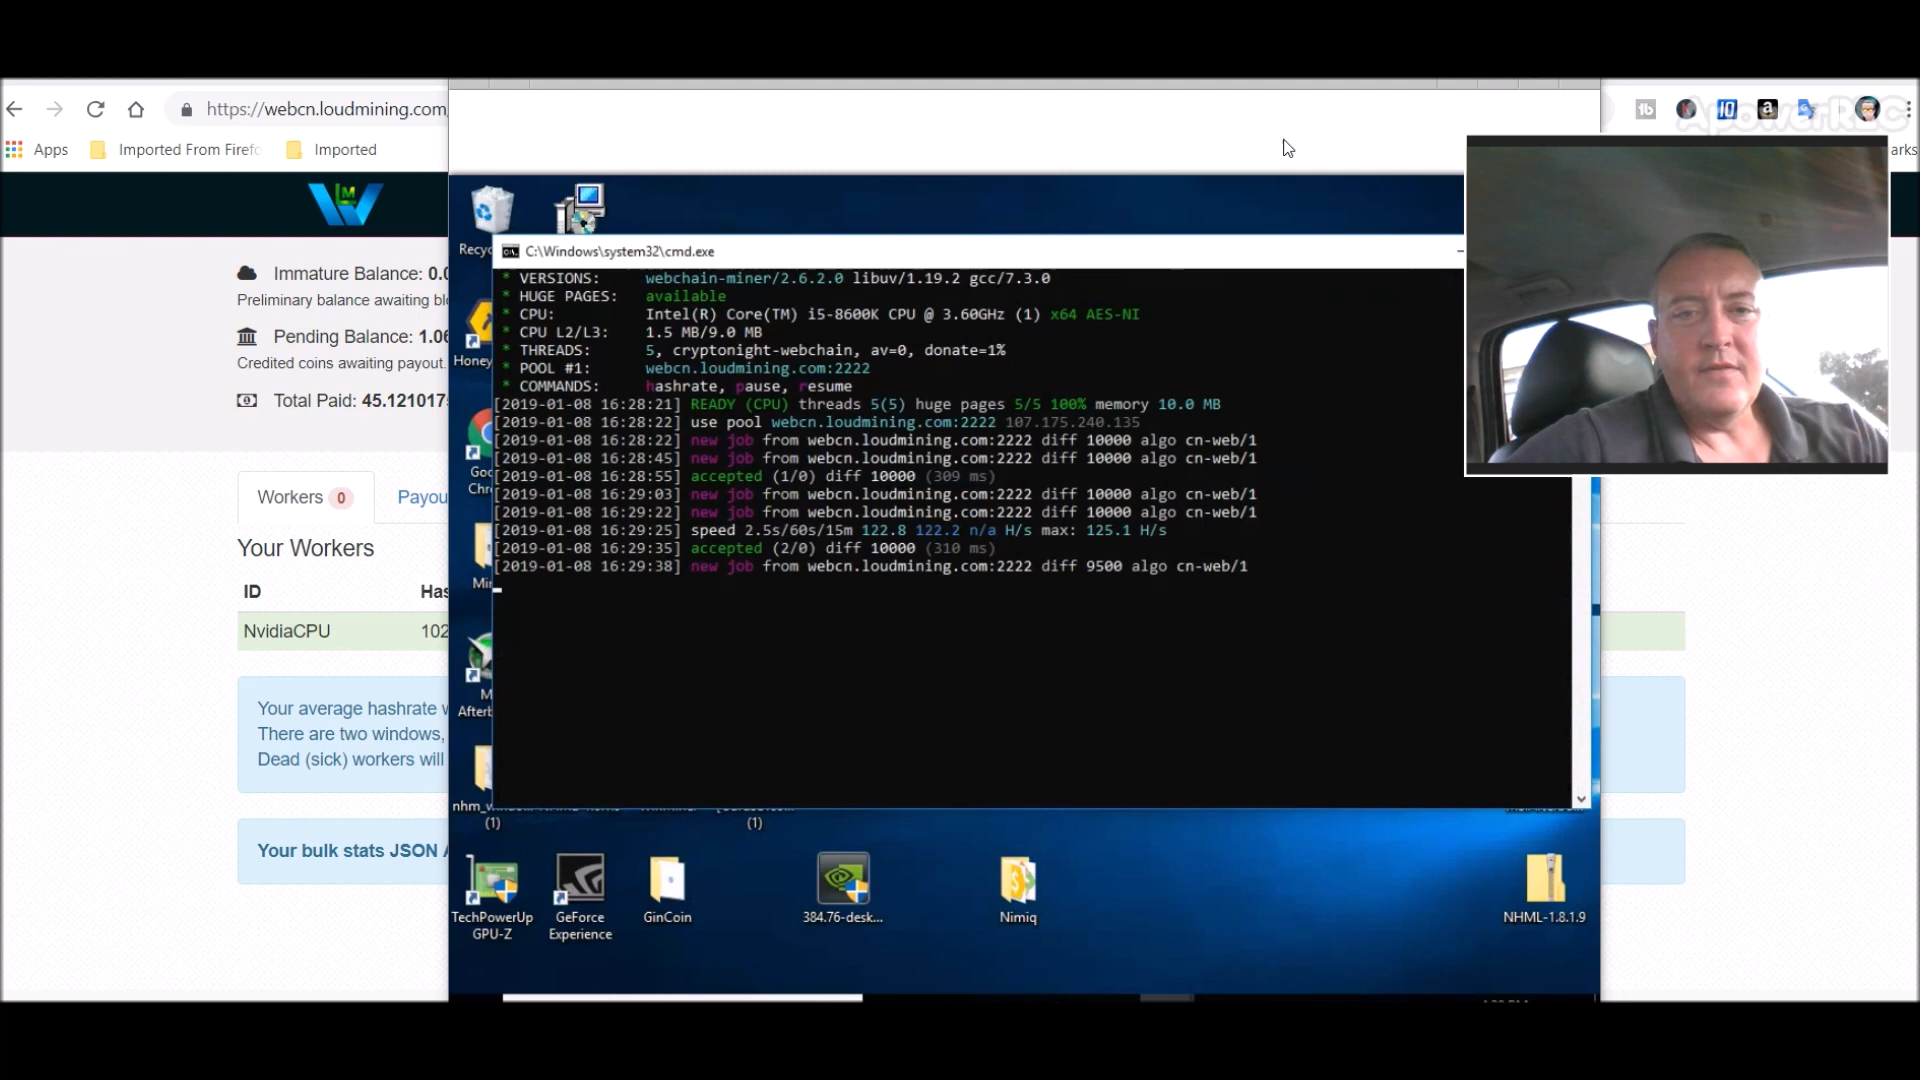 ApowerREC
https://webcn.loudmining.com
Apps
Imported From Firefo
Imported
arks
Immature Balance: 0.0
Preliminary balance awaiting blo
Pending Balance: 1.06
Credited coins awaiting payout.
Total Paid: 45.121017
Workers 0
Payou
Your Workers
ID
Has
NvidiaCPU
102
Your average hashrate w
There are two windows,
Dead (sick) workers will
Your bulk stats JSON A
Recyc
C:\Windows\system32\cmd.exe
* VERSIONS: webchain-miner/2.6.2.0 libuv/1.19.2 gcc/7.3.0
* HUGE PAGES: available
* CPU: Intel(R) Core(TM) i5-8600K CPU @ 3.60GHz (1) x64 AES-NI
* CPU L2/L3: 1.5 MB/9.0 MB
* THREADS: 5, cryptonight-webchain, av=0, donate=1%
* POOL #1: webcn.loudmining.com:2222
* COMMANDS: hashrate, pause, resume
[2019-01-08 16:28:21] READY (CPU) threads 5(5) huge pages 5/5 100% memory 10.0 MB
[2019-01-08 16:28:22] use pool webcn.loudmining.com:2222 107.175.240.135
[2019-01-08 16:28:22] new job from webcn.loudmining.com:2222 diff 10000 algo cn-web/1
[2019-01-08 16:28:45] new job from webcn.loudmining.com:2222 diff 10000 algo cn-web/1
[2019-01-08 16:28:55] accepted (1/0) diff 10000 (309 ms)
[2019-01-08 16:29:03] new job from webcn.loudmining.com:2222 diff 10000 algo cn-web/1
[2019-01-08 16:29:22] new job from webcn.loudmining.com:2222 diff 10000 algo cn-web/1
[2019-01-08 16:29:25] speed 2.5s/60s/15m 122.8 122.2 n/a H/s max: 125.1 H/s
[2019-01-08 16:29:35] accepted (2/0) diff 10000 (310 ms)
[2019-01-08 16:29:38] new job from webcn.loudmining.com:2222 diff 9500 algo cn-web/1
Honey
Goo
Chr
Min
M
Afterb
nhm_windo...
(1)
(1)
TechPowerUp
GPU-Z
GeForce
Experience
GinCoin
384.76-desk...
Nimiq
NHML-1.8.1.9